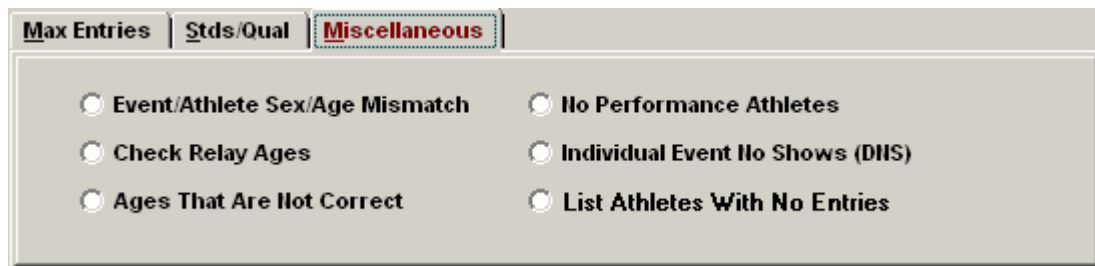 Max Entries Stds/Qual Miscellaneous
Event/Athlete Sex/Age Mismatch No Performance Athletes
Check Relay Ages Individual Event No Shows (DNS)
Ages That Are Not Correct List Athletes With No Entries